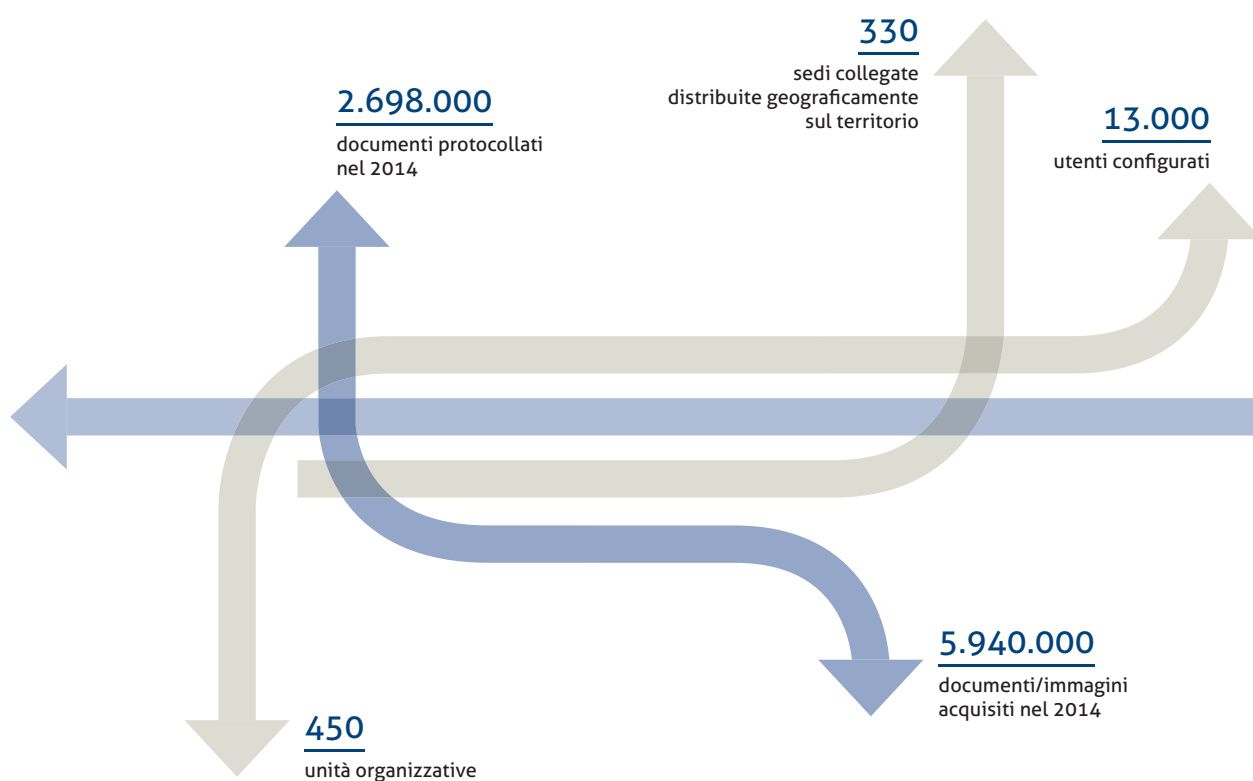 330
sedi collegate
distribuite geograficamente
sul territorio
2.698.000
documenti protocollati
nel 2014
13.000
utenti configurati
5.940.000
documenti/immagini
acquisiti nel 2014
450
unità organizzative